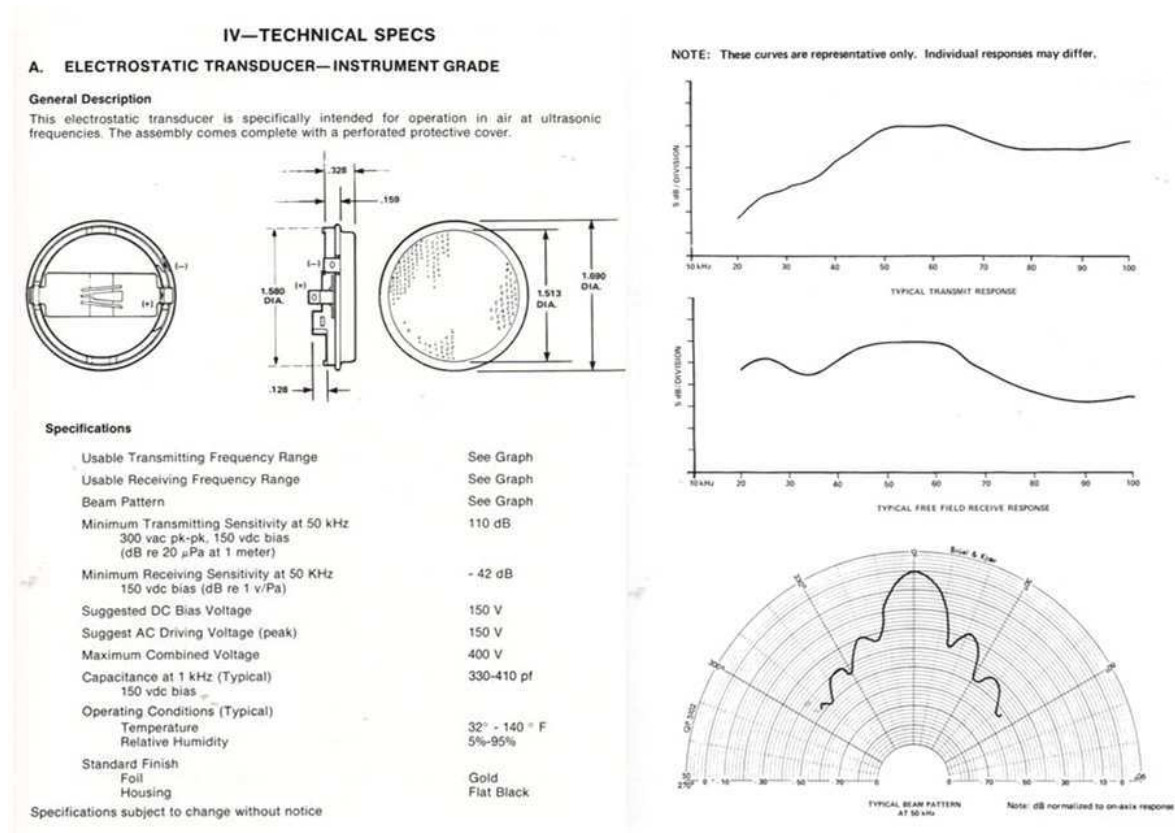 IV—TECHNICAL SPECS
A. ELECTROSTATIC TRANSDUCER—INSTRUMENT GRADE
General Description
This electrostatic transducer is specifically intended for operation in air at ultrasonic
frequencies. The assembly comes complete with a perforated protective cover.
.328
.159
(-)
(+)
(-)
(+)
1.580
DIA.
1.513
DIA.
1.690
DIA.
.128
Specifications
Usable Transmitting Frequency Range See Graph
Usable Receiving Frequency Range See Graph
Beam Pattern See Graph
Minimum Transmitting Sensitivity at 50 kHz 110 dB
300 vac pk-pk, 150 vdc bias
(dB re 20 µPa at 1 meter)
Minimum Receiving Sensitivity at 50 KHz - 42 dB
150 vdc bias (dB re 1 v/Pa)
Suggested DC Bias Voltage 150 V
Suggest AC Driving Voltage (peak) 150 V
Maximum Combined Voltage 400 V
Capacitance at 1 kHz (Typical) 330-410 pf
150 vdc bias
Operating Conditions (Typical)
Temperature 32° - 140 ° F
Relative Humidity 5%-95%
Standard Finish
Foil Gold
Housing Flat Black
Specifications subject to change without notice
NOTE: These curves are representative only. Individual responses may differ.
5 dB / DIVISION
10 kHz 20 30 40 50 60 70 80 90 100
TYPICAL TRANSMIT RESPONSE
5 dB/DIVISION
10 kHz 20 30 40 50 60 70 80 90 100
TYPICAL FREE FIELD RECEIVE RESPONSE
0
Brüel & Kjær
330°
300°
270°
TYPICAL BEAM PATTERN
AT 50 kHz
Note: dB normalized to on-axis response